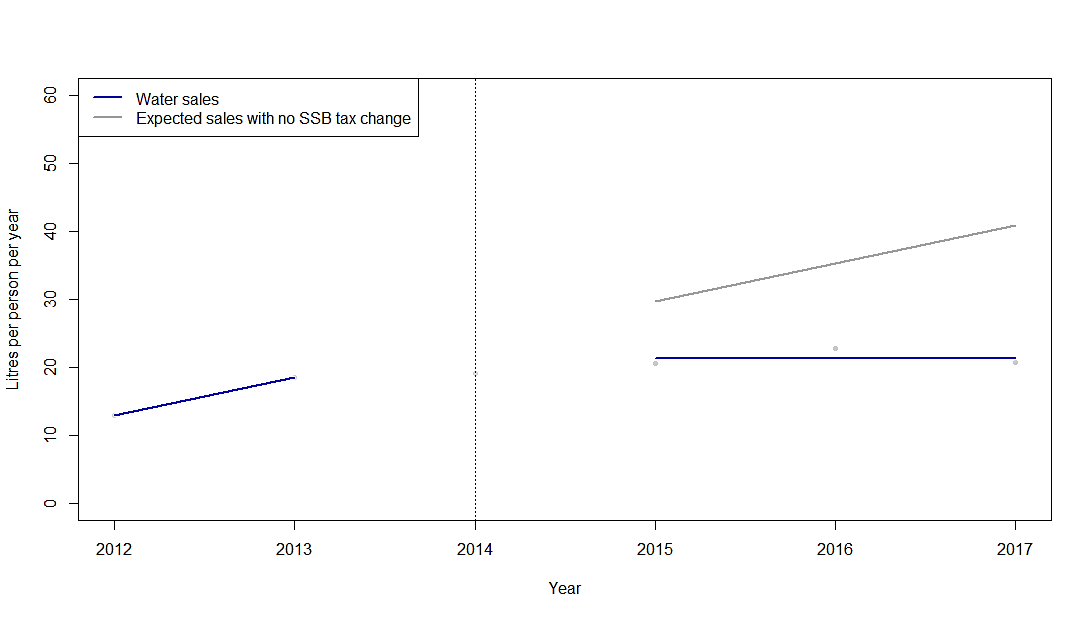 Water sales
Expected sales with no SSB tax change
Litres per person per year
60
50
40
30
20
10
0
2012 2013 2014 2015 2016 2017
Year